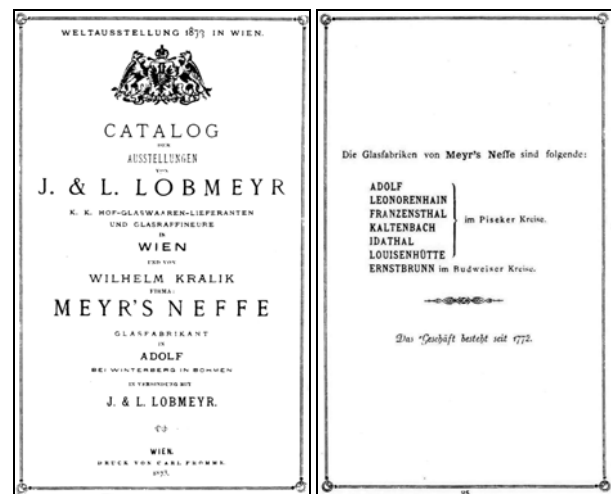 WELTAUSSTELLUNG 1873 IN WIEN.
CATALOG
DER
AUSSTELLUNGEN
VON
J. & L. LOBMEYR
K. K. HOF-GLASWAAREN-LIEFERANTEN
UND GLASRAFFINEURE
IN
WIEN
UND VON
WILHELM KRALIK
FIRMA:
MEYR'S NEFFE
GLASFABRIKANT
IN
ADOLF
BEI WINTERBERG IN BÖHMEN
IN VERBINDUNG MIT
J. & L. LOBMEYR.
WIEN.
DRUCK VON CARL FROMME.
1873.
Die Glasfabriken von Meyr's Neffe sind folgende:
ADOLF
LEONORENHAIN
FRANZENSTHAL
KALTENBACH
IDATHAL
LOUISENHÜTTE
im Piseker Kreise.
ERNSTBRUNN im Budweiser Kreise.
Das Geschäft besteht seit 1772.